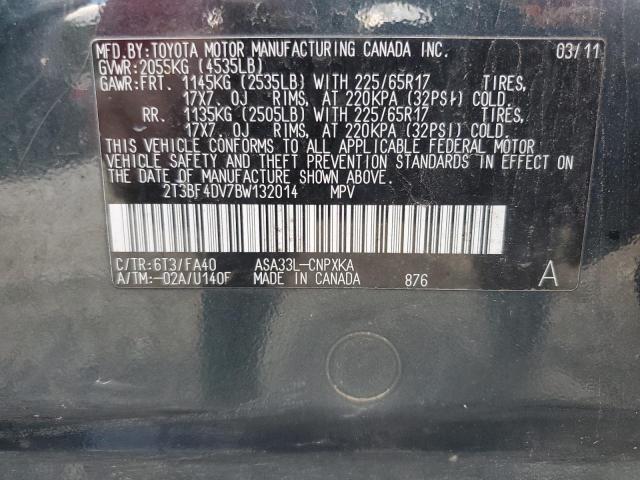 MFD.BY:TOYOTA MOTOR MANUFACTURING CANADA INC. 03/11
GVWR:2055KG (4535LB)
GAWR:FRT. 1145KG (2535LB) WITH 225/65R17 TIRES,
17X7.0J RIMS, AT 220KPA (32PSI) COLD.
RR. 1135KG (2505LB) WITH 225/65R17 TIRES,
17X7.0J RIMS, AT 220KPA (32PSI) COLD.
THIS VEHICLE CONFORMS TO ALL APPLICABLE FEDERAL MOTOR
VEHICLE SAFETY AND THEFT PREVENTION STANDARDS IN EFFECT ON
THE DATE OF MANUFACTURE SHOWN ABOVE.
2T3BF4DV7BW132014 MPV
C/TR:6T3/FA40 ASA33L-CNPXKA
A/TM:-02A/U140F MADE IN CANADA 876 A